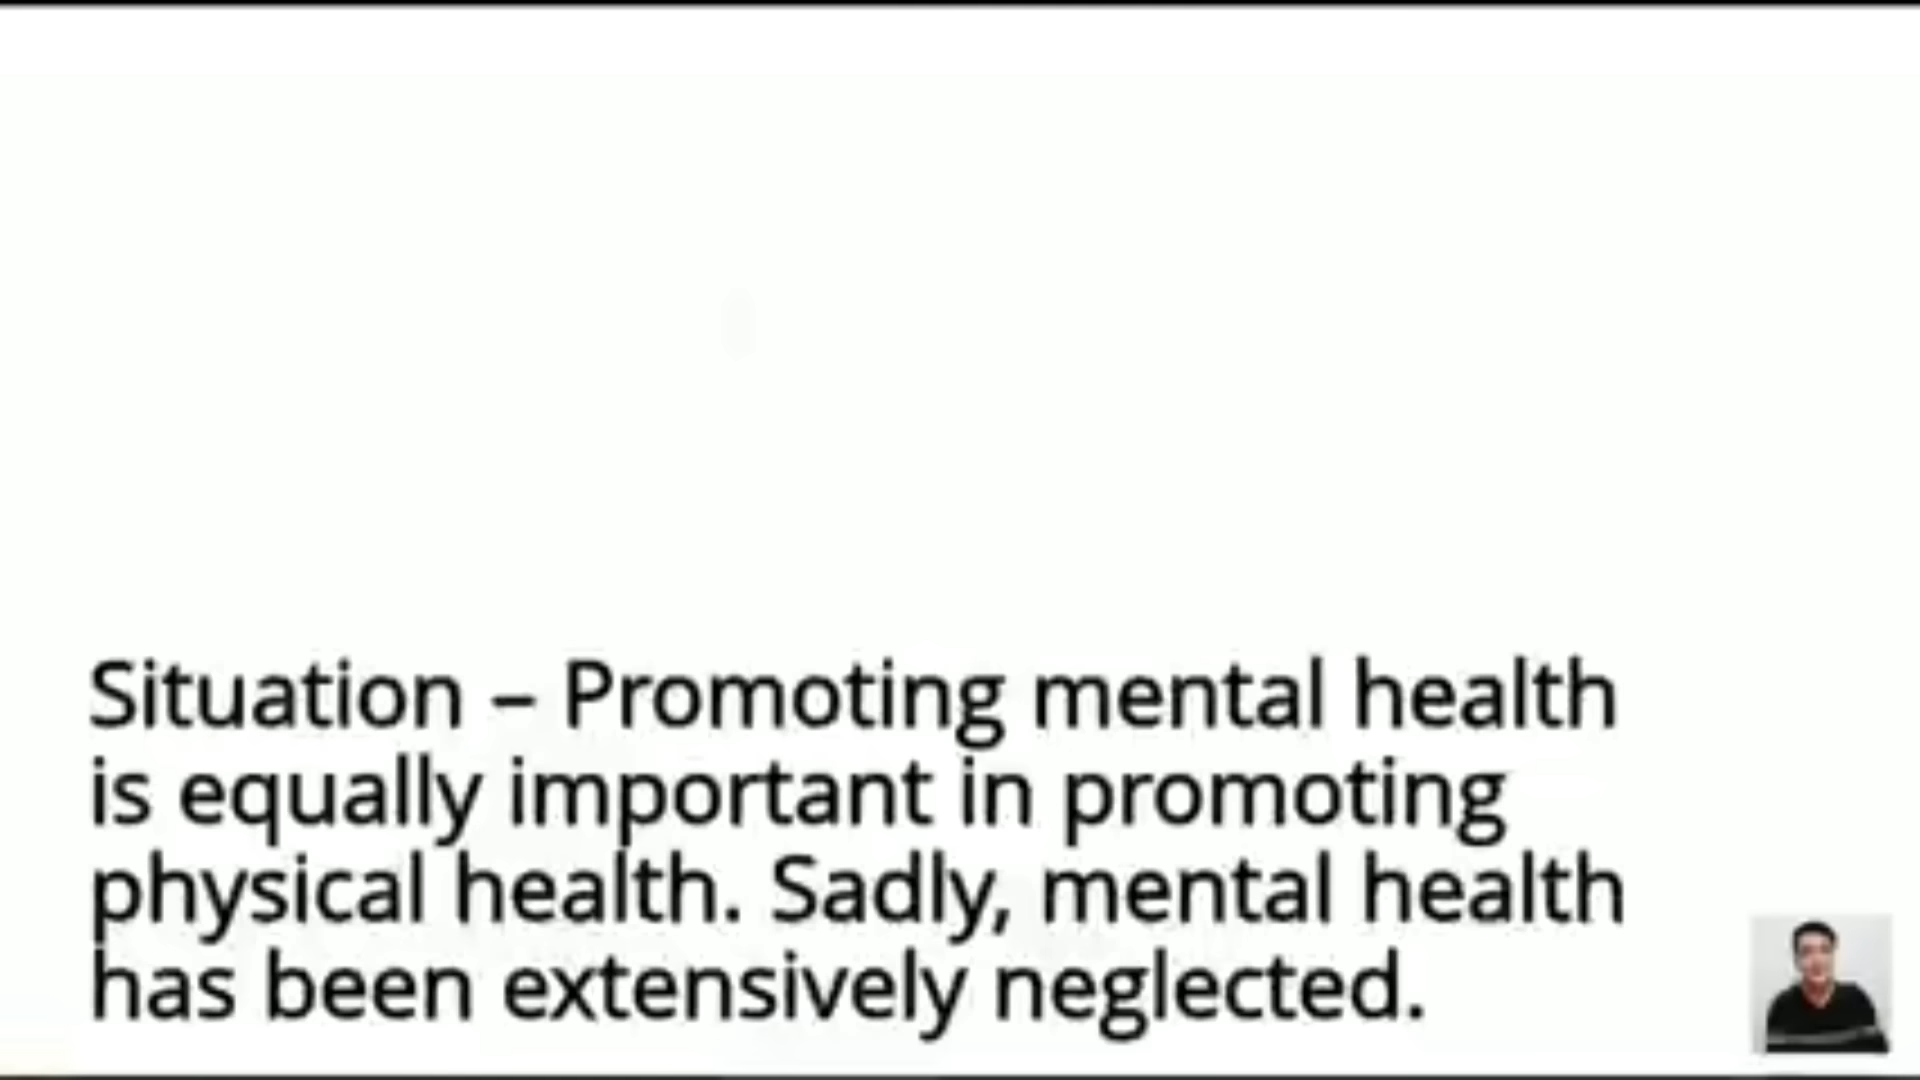 Situation – Promoting mental health
is equally important in promoting
physical health. Sadly, mental health
has been extensively neglected.